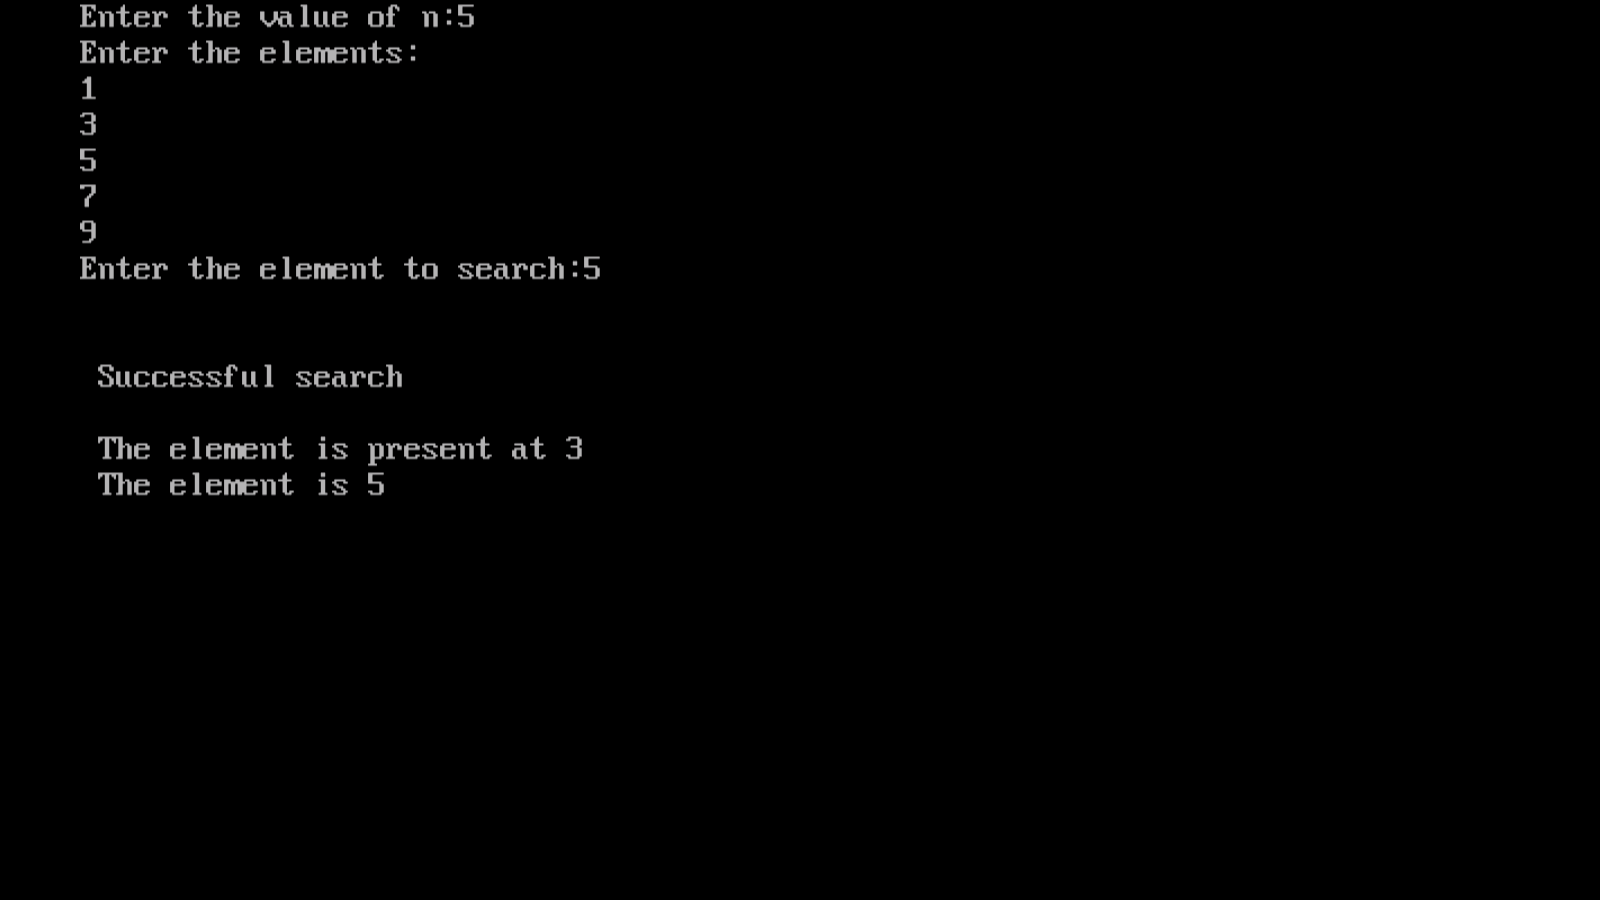 Enter the value of n:5
Enter the elements:
1
3
5
7
9
Enter the element to search:5
Successful search
The element is present at 3
The element is 5